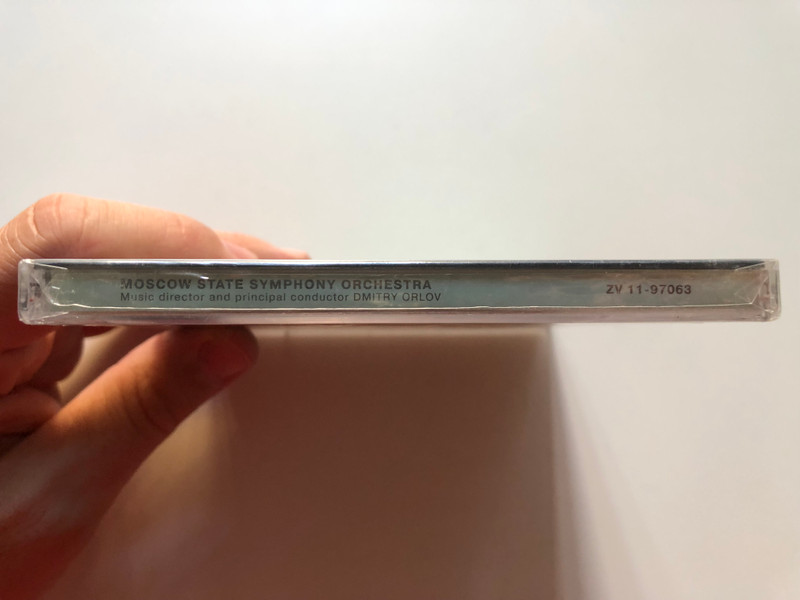 MOSCOW STATE SYMPHONY ORCHESTRA
Music director and principal conductor DMITRY ORLOV
ZV 11-97063